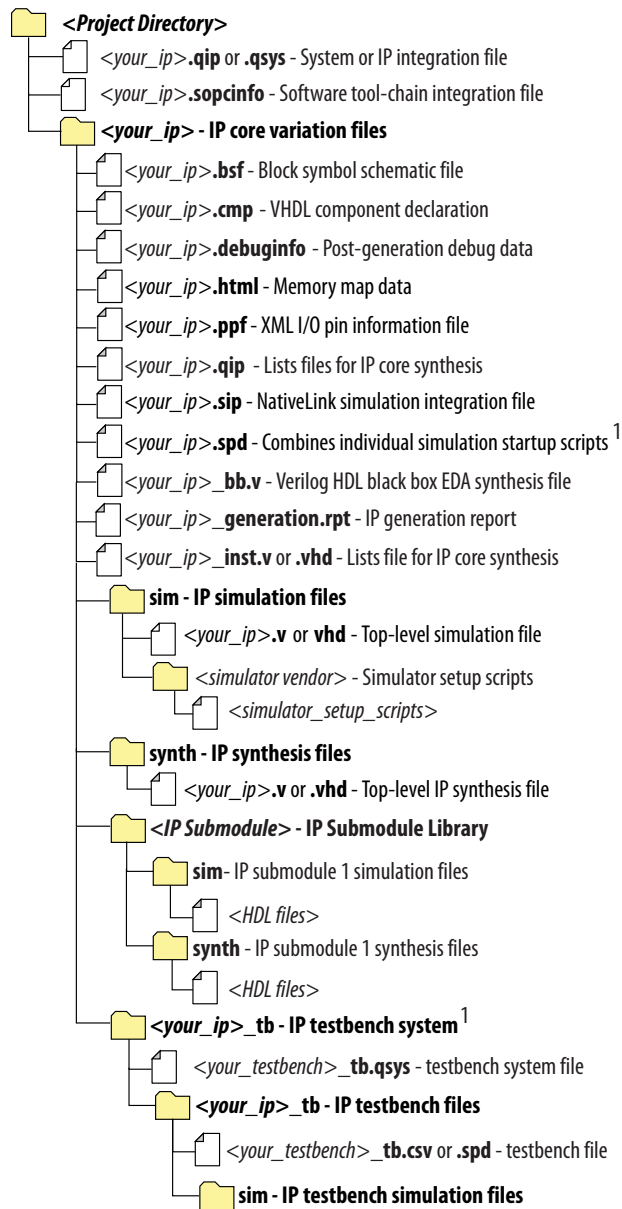 <Project Directory>
<your_ip>.qip or .qsys - System or IP integration file
<your_ip>.sopcinfo - Software tool-chain integration file
<your_ip> - IP core variation files
<your_ip>.bsf - Block symbol schematic file
<your_ip>.cmp - VHDL component declaration
<your_ip>.debuginfo - Post-generation debug data
<your_ip>.html - Memory map data
<your_ip>.ppf - XML I/O pin information file
<your_ip>.qip - Lists files for IP core synthesis
<your_ip>.sip - NativeLink simulation integration file
<your_ip>.spd - Combines individual simulation startup scripts 1
<your_ip>_bb.v - Verilog HDL black box EDA synthesis file
<your_ip>_generation.rpt - IP generation report
<your_ip>_inst.v or .vhd - Lists file for IP core synthesis
sim - IP simulation files
<your_ip>.v or vhd - Top-level simulation file
<simulator vendor> - Simulator setup scripts
<simulator_setup_scripts>
synth - IP synthesis files
<your_ip>.v or .vhd - Top-level IP synthesis file
<IP Submodule> - IP Submodule Library
sim- IP submodule 1 simulation files
<HDL files>
synth - IP submodule 1 synthesis files
<HDL files>
<your_ip>_tb - IP testbench system 1
<your_testbench>_tb.qsys - testbench system file
<your_ip>_tb - IP testbench files
<your_testbench>_tb.csv or .spd - testbench file
sim - IP testbench simulation files